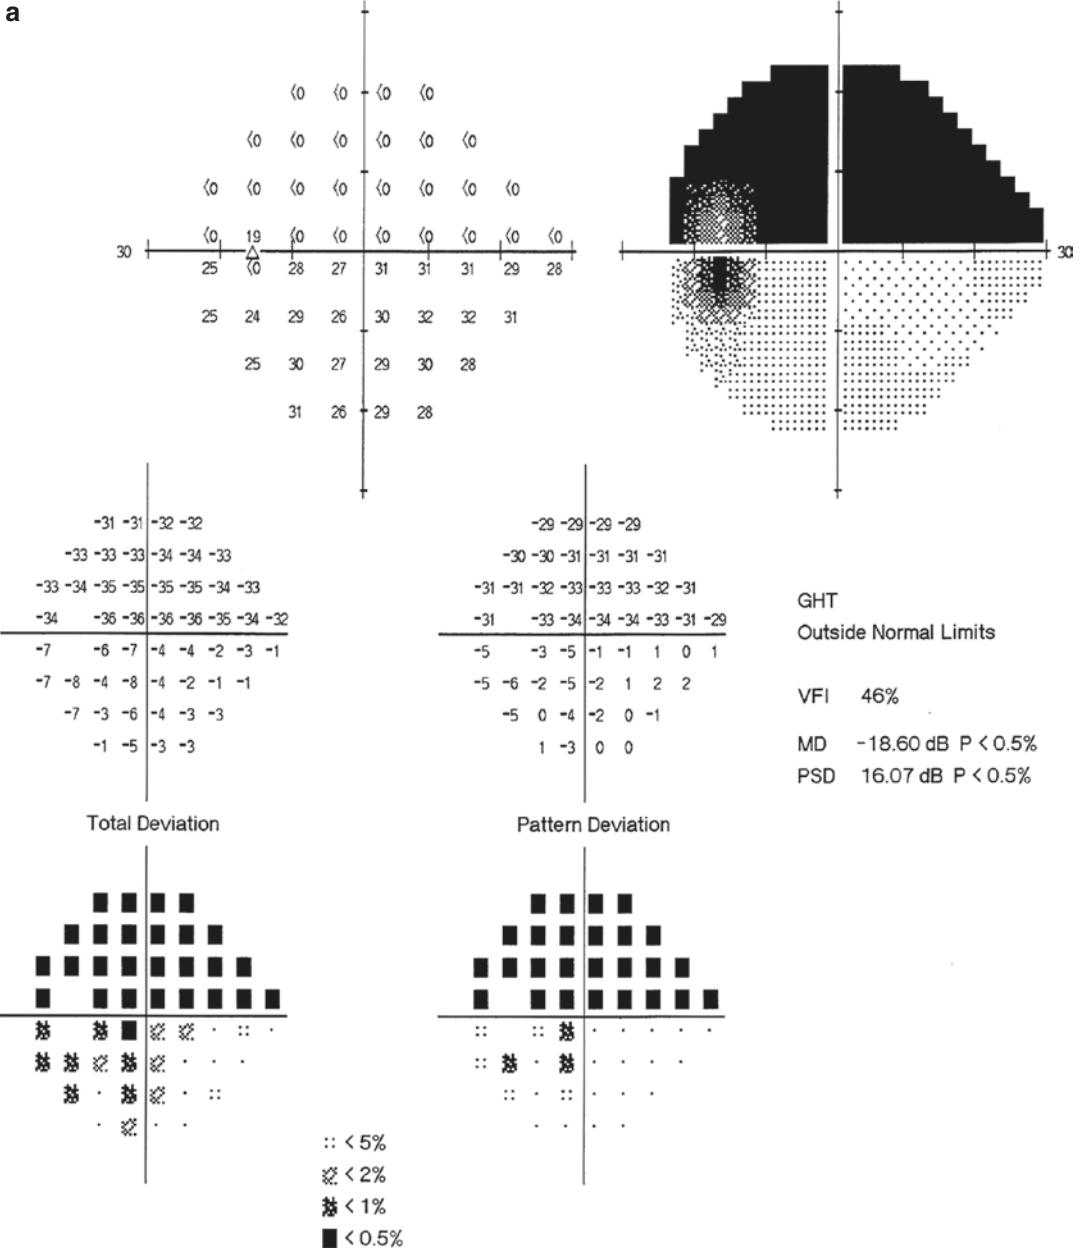 a
<0 <0 <0 <0
<0 <0 <0 <0 <0 <0
<0 <0 <0 <0 <0 <0 <0 <0
<0 19 <0 <0 <0 <0 <0 <0 <0
30 30
25 <0 28 27 31 31 31 29 28
25 24 29 26 30 32 32 31
25 30 27 29 30 28
31 26 29 28
-31 -31 -32 -32
-33 -33 -33 -34 -34 -33
-33 -34 -35 -35 -35 -35 -34 -33
-34 -36 -36 -36 -36 -35 -34 -32
-7 -6 -7 -4 -4 -2 -3 -1
-7 -8 -4 -8 -4 -2 -1 -1
-7 -3 -6 -4 -3 -3
-1 -5 -3 -3
Total Deviation
-29 -29 -29 -29
-30 -30 -31 -31 -31 -31
-31 -31 -32 -33 -33 -33 -32 -31
-31 -33 -34 -34 -34 -33 -31 -29
-5 -3 -5 -1 -1 1 0 1
-5 -6 -2 -5 -2 1 2 2
-5 0 -4 -2 0 -1
1 -3 0 0
Pattern Deviation
GHT
Outside Normal Limits
VFI 46%
MD -18.60 dB P < 0.5%
PSD 16.07 dB P < 0.5%
< 5%
< 2%
< 1%
< 0.5%